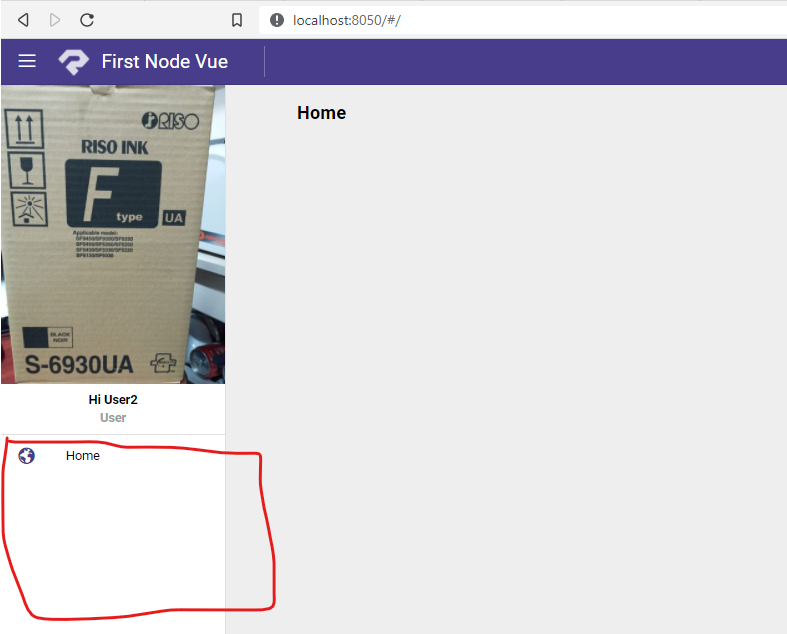 localhost:8050/#/
First Node Vue
Home
RISO
RISO INK
F
type
UA
Applicable model:
BLACK
NOIR
S-6930UA
Hi User2
User
Home